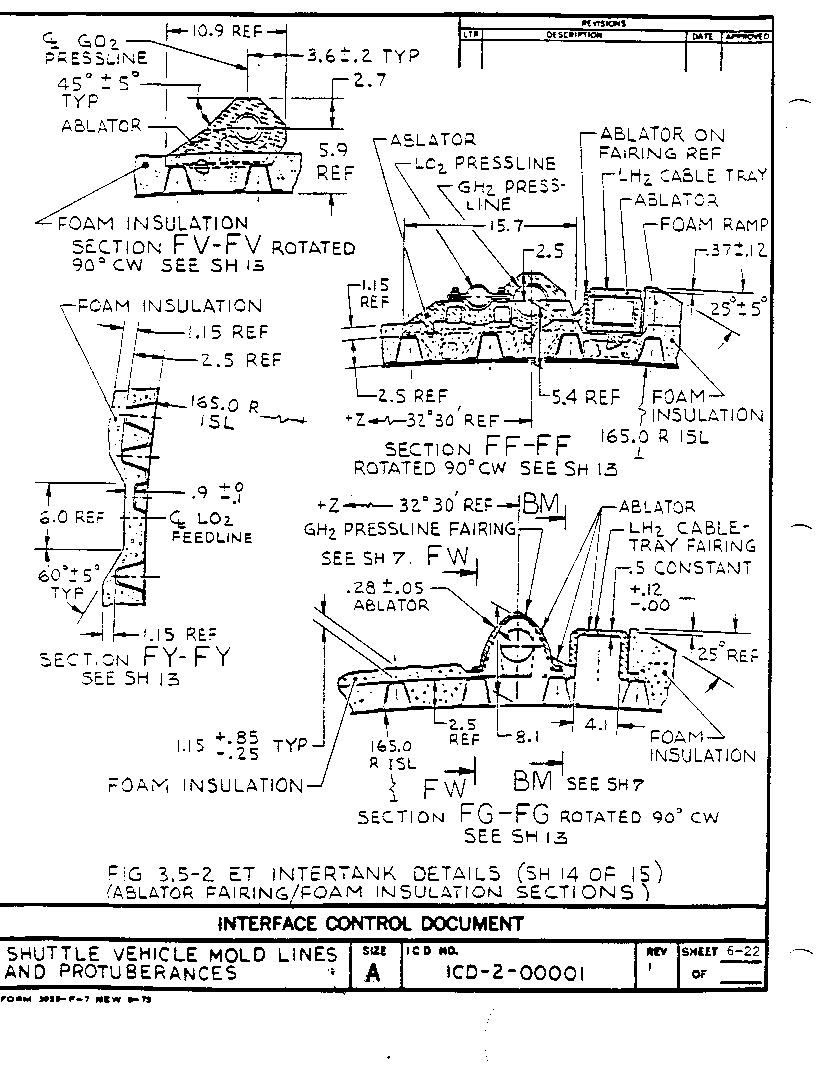 REVISIONS
LTR DESCRIPTION DATE APPROVED
10.9 REF
℄ GO2
PRESSLINE
3.6±.2 TYP
45°±5°
TYP
2.7
ABLATOR
5.9
REF
FOAM INSULATION
SECTION FV-FV ROTATED
90° CW SEE SH 13
ABLATOR
LO2 PRESSLINE
GH2 PRESS-
LINE
ABLATOR ON
FAIRING REF
LH2 CABLE TRAY
ABLATOR
FOAM RAMP
15.7
2.5
.37±.12
1.15
REF
25°±5°
2.5 REF
5.4 REF
FOAM
INSULATION
+Z 32°30' REF
165.0 R ISL
SECTION FF-FF
ROTATED 90° CW SEE SH 13
FOAM INSULATION
1.15 REF
2.5 REF
165.0 R
ISL
.9 +0 -.1
6.0 REF
℄ LO2
FEEDLINE
60°±5°
TYP
1.15 REF
SECTION FY-FY
SEE SH 13
+Z 32°30' REF BM
ABLATOR
GH2 PRESSLINE FAIRING
LH2 CABLE-
TRAY FAIRING
SEE SH 7. FW
.5 CONSTANT
+.12
-.00
.28±.05
ABLATOR
25° REF
1.15 +.85 -.25 TYP
165.0
R ISL
2.5
REF
8.1
4.1
FOAM
INSULATION
FOAM INSULATION
FW BM SEE SH 7
SECTION FG-FG ROTATED 90° CW
SEE SH 13
FIG 3.5-2 ET INTERTANK DETAILS (SH 14 OF 15)
(ABLATOR FAIRING/FOAM INSULATION SECTIONS)
INTERFACE CONTROL DOCUMENT
SHUTTLE VEHICLE MOLD LINES
AND PROTUBERANCES
SIZE
A
ICD NO.
ICD-2-00001
REV
SHEET 6-22
OF